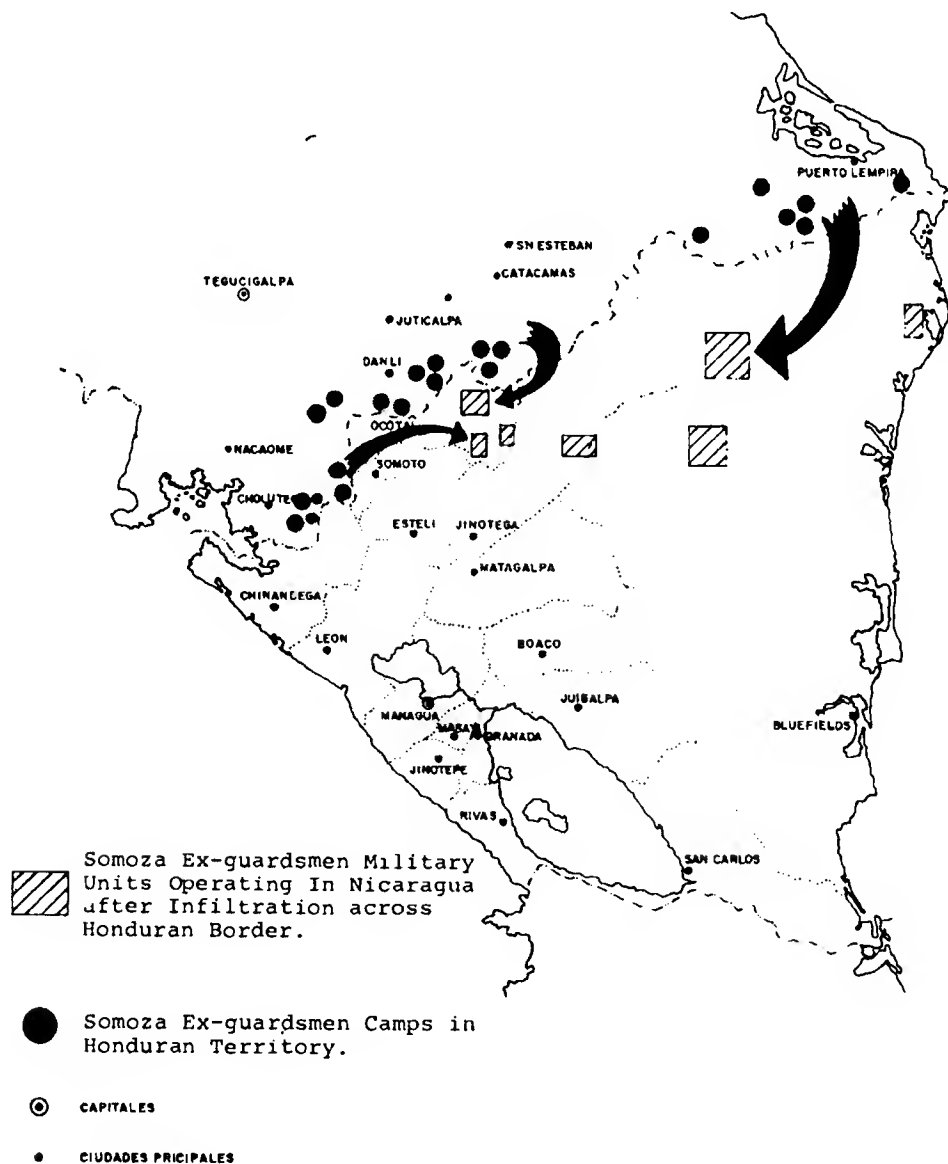 PUERTO LEMPIRA
SN ESTEBAN
CATACAMAS
TEGUCIGALPA
JUTICALPA
DANLI
OCOTAL
NACAOME
SOMOTO
CHOLUTEC
ESTELI
JINOTEGA
MATAGALPA
CHINANDEGA
LEON
BOACO
JUIGALPA
MANAGUA
MASAYA
GRANADA
BLUEFIELDS
JINOTEPE
RIVAS
SAN CARLOS
Somoza Ex-guardsmen Military
Units Operating In Nicaragua
after Infiltration across
Honduran Border.
Somoza Ex-guardsmen Camps in
Honduran Territory.
CAPITALES
CIUDADES PRICIPALES